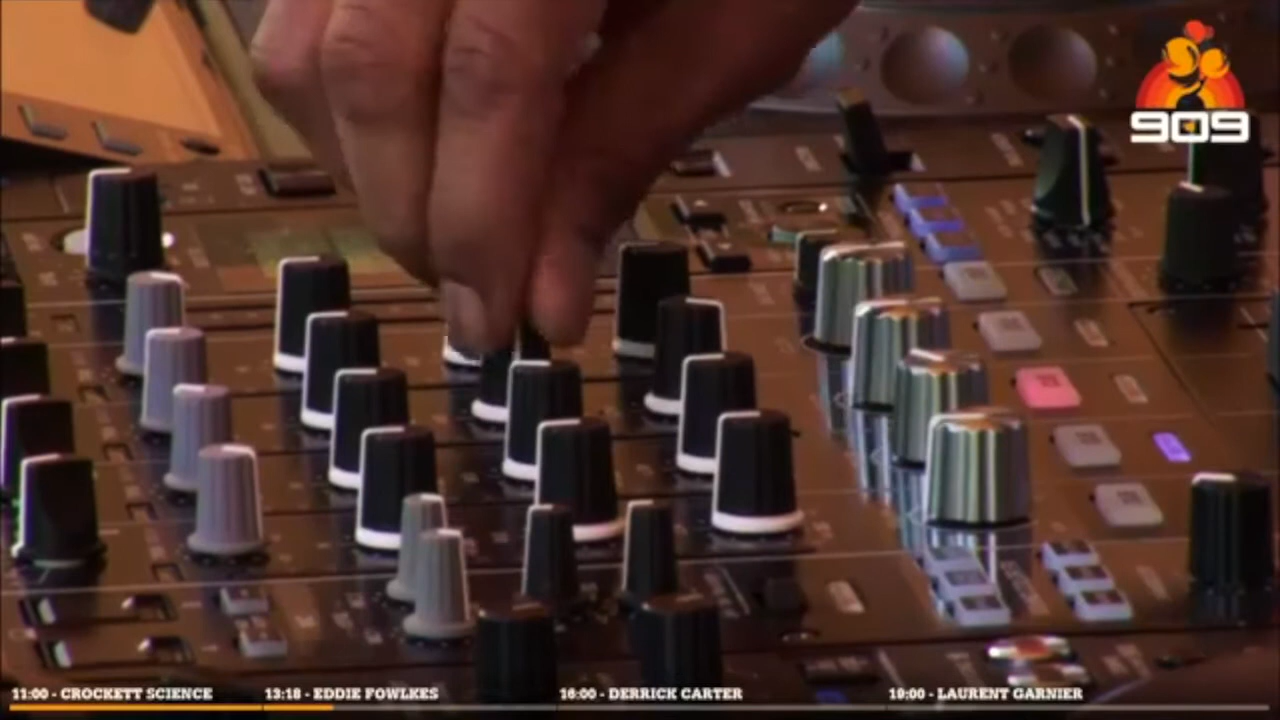 909
11:00 - CROCKETT SCIENCE
13:18 - EDDIE FOWLKES
16:00 - DERRICK CARTER
19:00 - LAURENT GARNIER